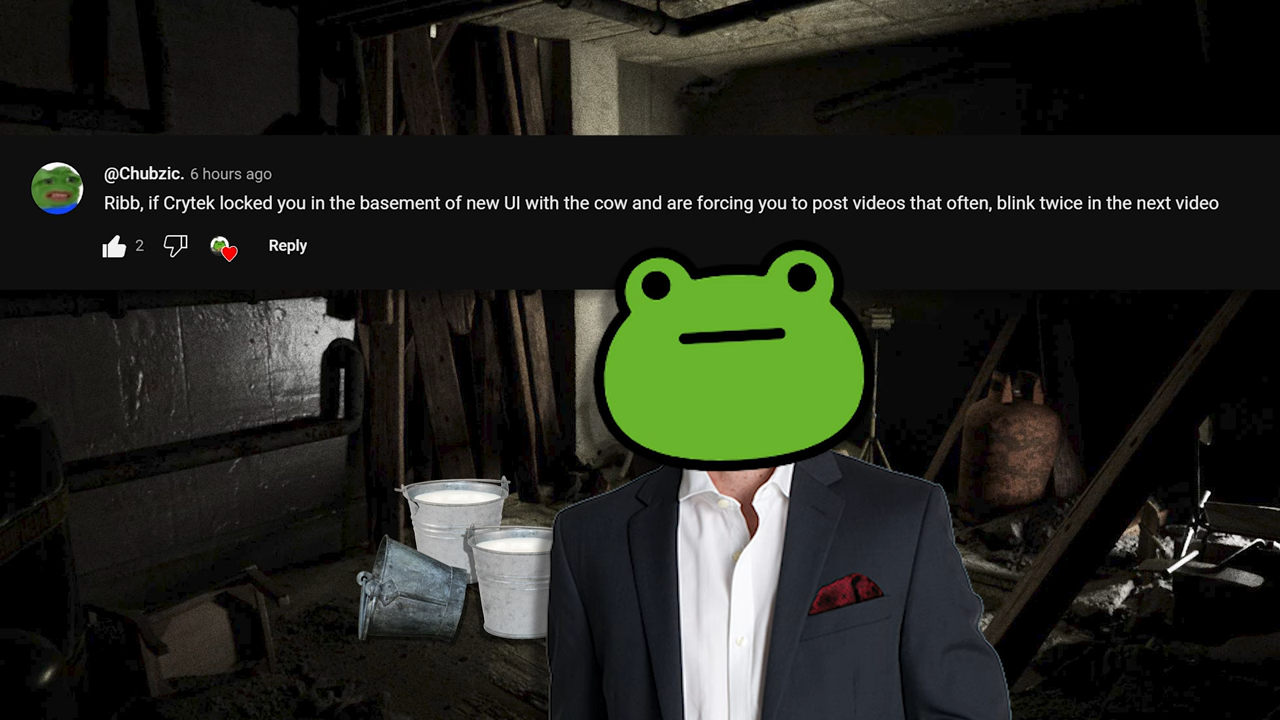 @Chubzic. 6 hours ago
Ribb, if Crytek locked you in the basement of new UI with the cow and are forcing you to post videos that often, blink twice in the next video
2 Reply